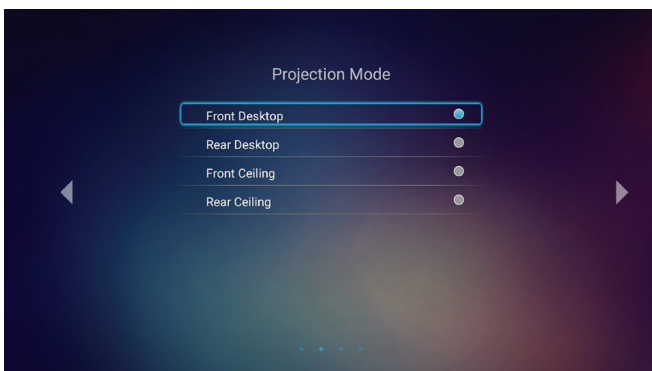 Projection Mode
Front Desktop
Rear Desktop
Front Ceiling
Rear Ceiling